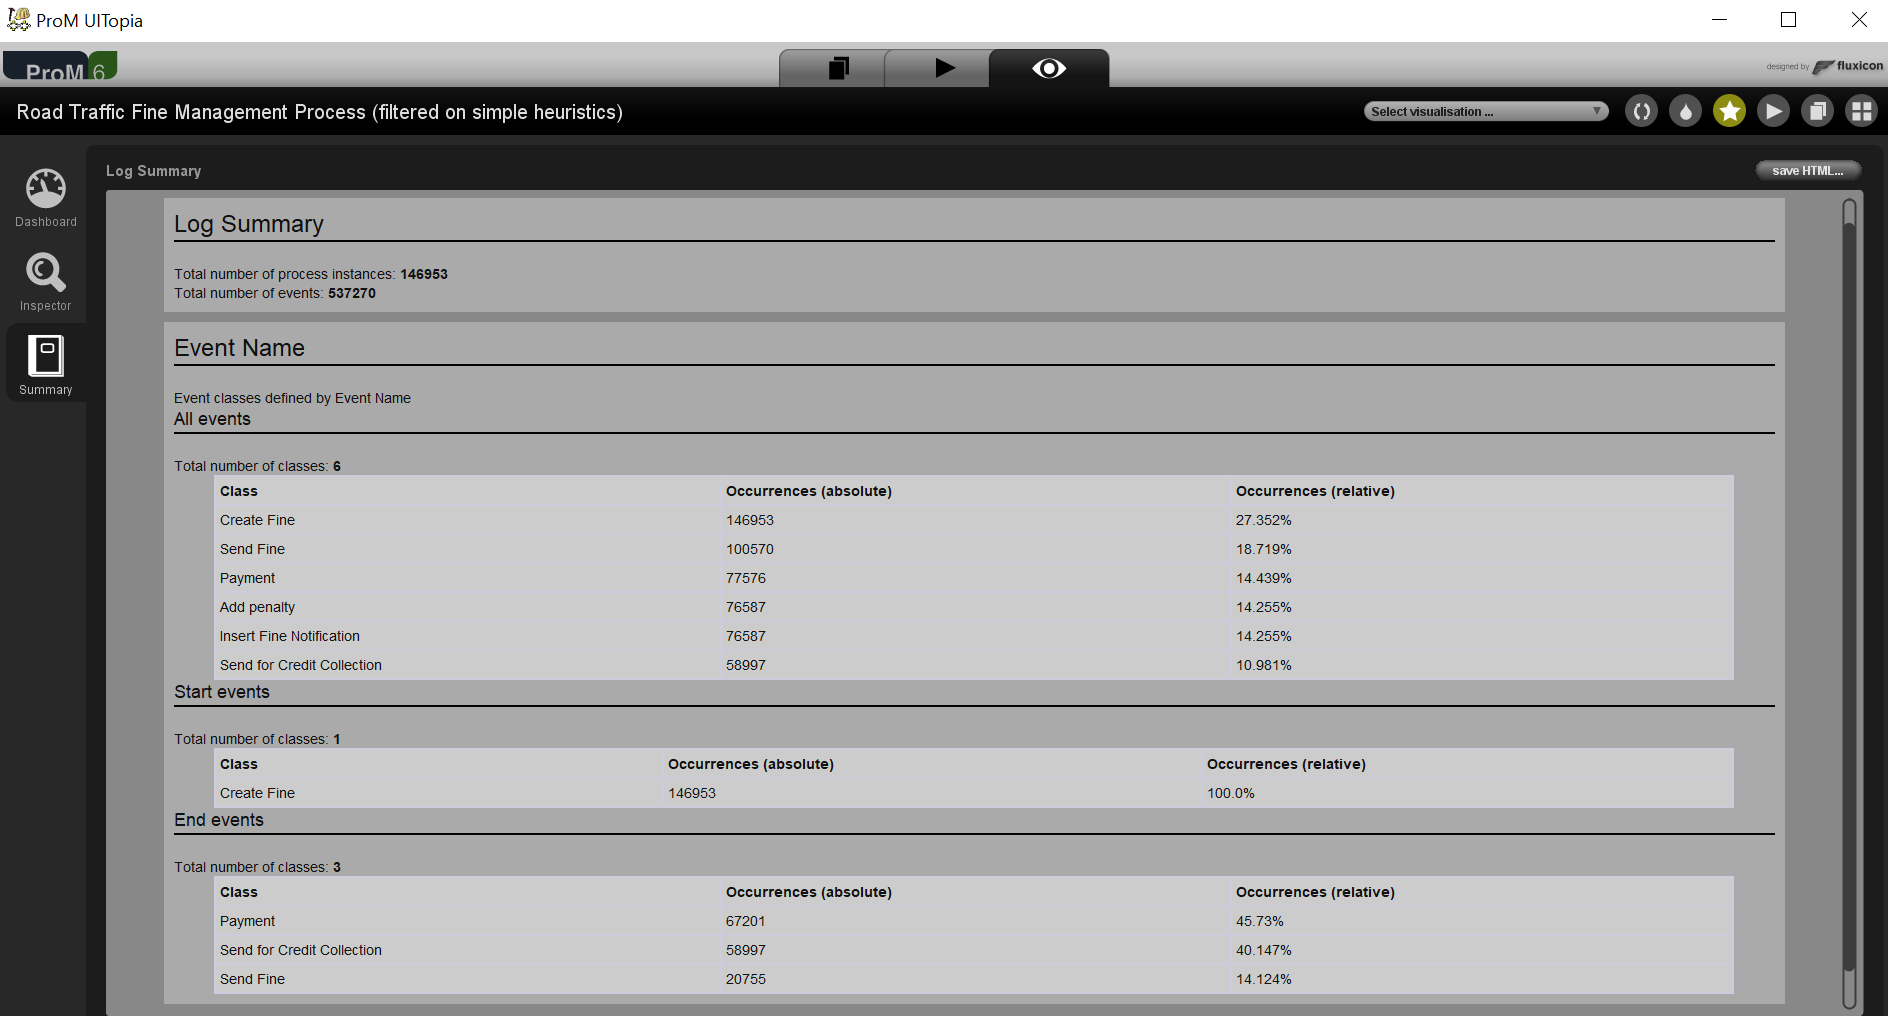 ProM UITopia
ProM 6
designed by fluxicon
Road Traffic Fine Management Process (filtered on simple heuristics)
Select visualisation ...
Dashboard
Inspector
Summary
Log Summary
save HTML...
Log Summary
Total number of process instances: 146953
Total number of events: 537270
Event Name
Event classes defined by Event Name
All events
Total number of classes: 6
Class Occurrences (absolute) Occurrences (relative)
Create Fine 146953 27.352%
Send Fine 100570 18.719%
Payment 77576 14.439%
Add penalty 76587 14.255%
Insert Fine Notification 76587 14.255%
Send for Credit Collection 58997 10.981%
Start events
Total number of classes: 1
Class Occurrences (absolute) Occurrences (relative)
Create Fine 146953 100.0%
End events
Total number of classes: 3
Class Occurrences (absolute) Occurrences (relative)
Payment 67201 45.73%
Send for Credit Collection 58997 40.147%
Send Fine 20755 14.124%